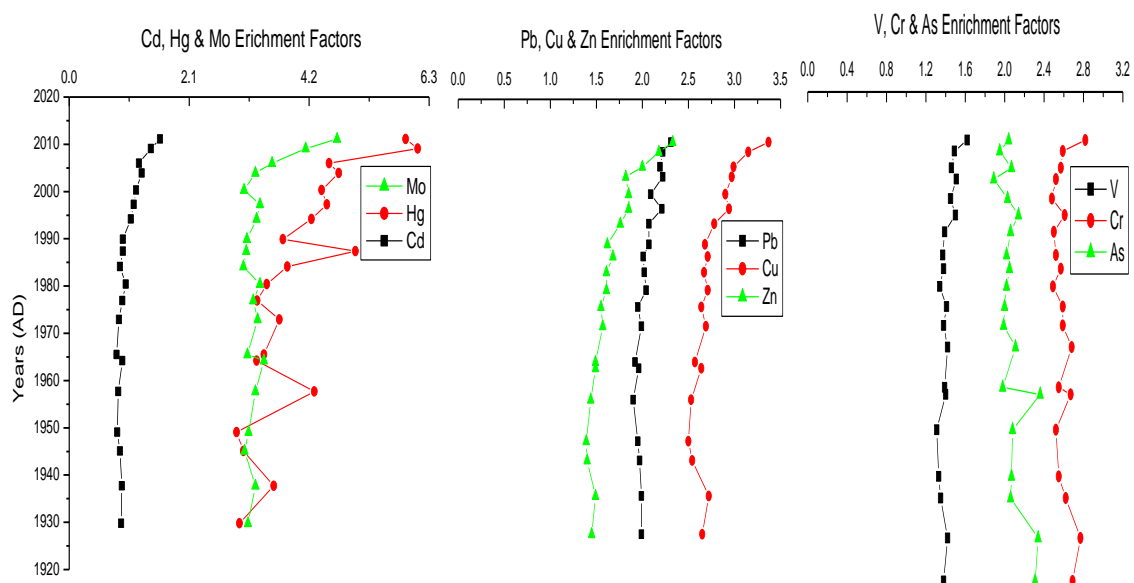 Cd, Hg & Mo Erichment Factors
0.0 2.1 4.2 6.3
Pb, Cu & Zn Enrichment Factors
0.0 0.5 1.0 1.5 2.0 2.5 3.0 3.5
V, Cr & As Enrichment Factors
0.0 0.4 0.8 1.2 1.6 2.0 2.4 2.8 3.2
Years (AD)
2020
2010
2000
1990
1980
1970
1960
1950
1940
1930
1920
Mo
Hg
Cd
Pb
Cu
Zn
V
Cr
As